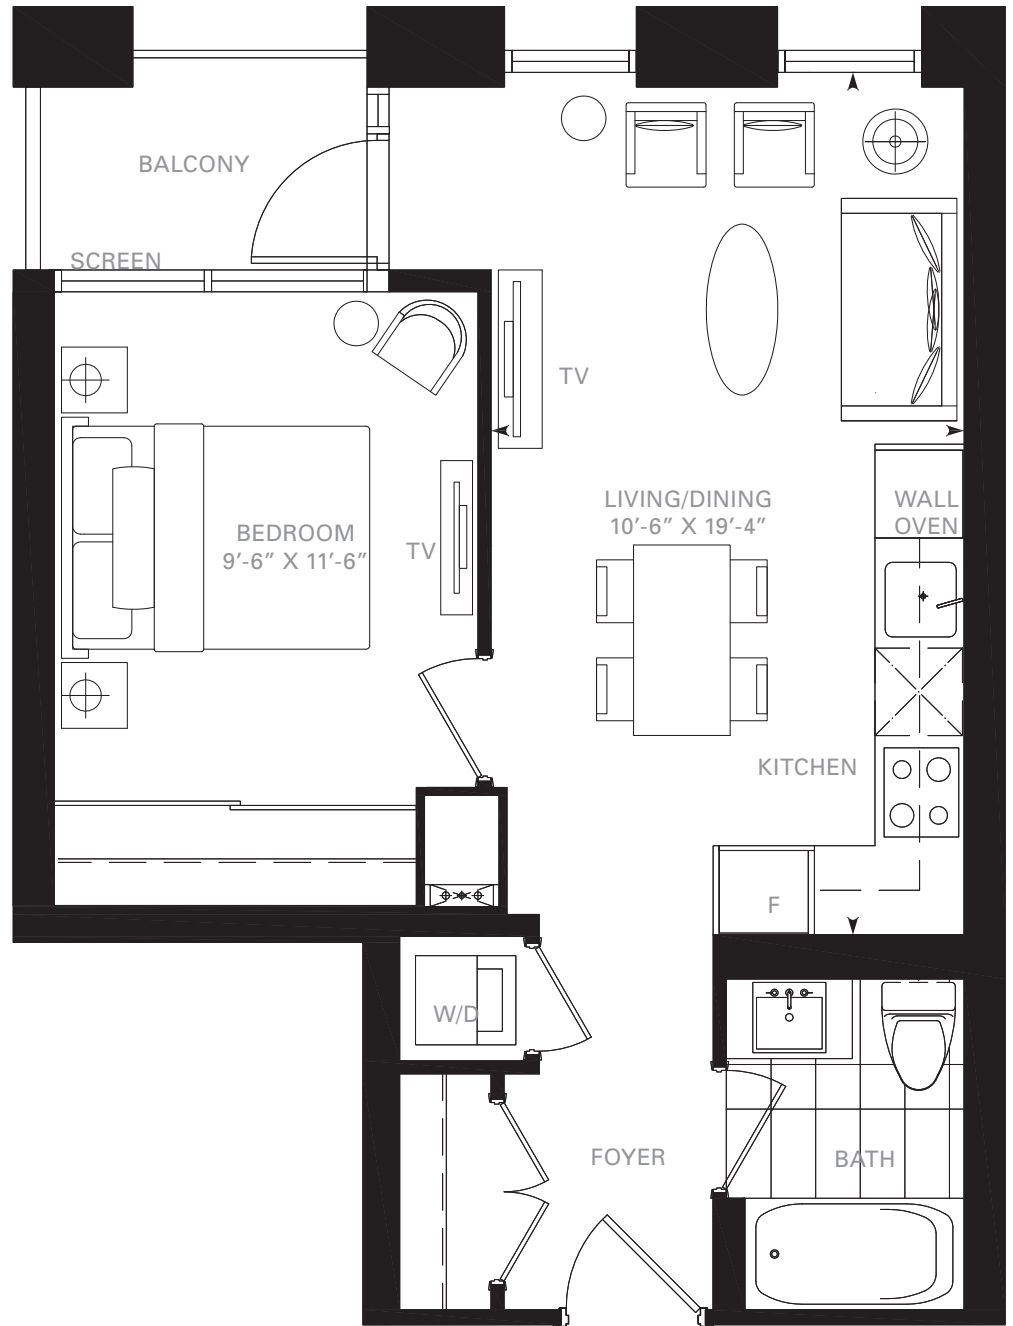 BALCONY
SCREEN
TV
LIVING/DINING
10’-6” X 19’-4”
WALL
OVEN
BEDROOM
9’-6” X 11’-6”
TV
KITCHEN
F
W/D
FOYER
BATH